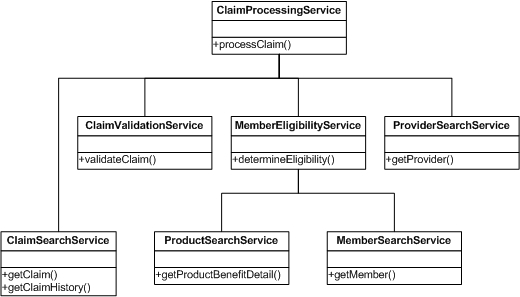 ClaimProcessingService
+processClaim()
ClaimValidationService
+validateClaim()
MemberEligibilityService
+determineEligibility()
ProviderSearchService
+getProvider()
ClaimSearchService
+getClaim()
+getClaimHistory()
ProductSearchService
+getProductBenefitDetail()
MemberSearchService
+getMember()